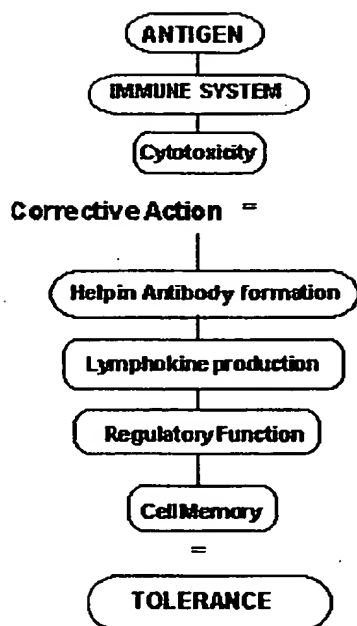 ANTIGEN
IMMUNE SYSTEM
Cytotoxicity
Corrective Action =
Helpin Antibody formation
Lymphokine production
Regulatory Function
Cell Memory
=
TOLERANCE